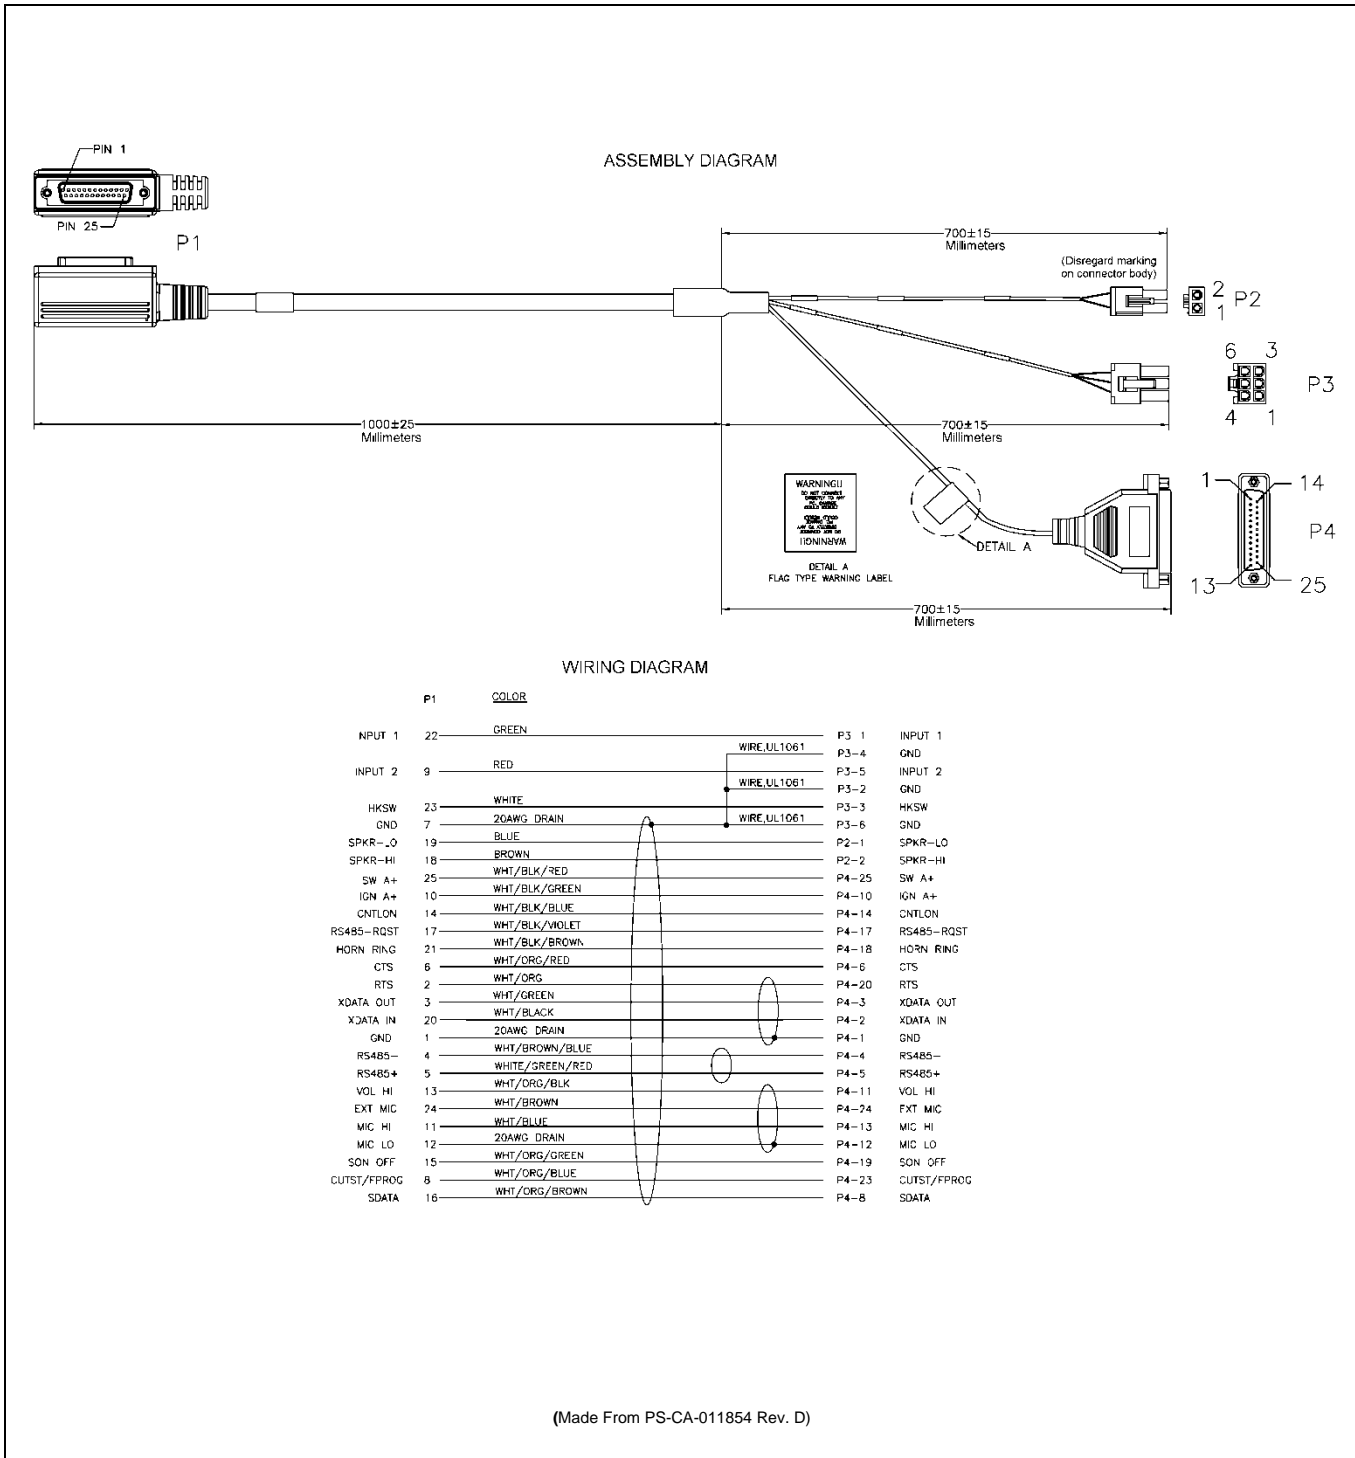 PIN 1
ASSEMBLY DIAGRAM
PIN 25
P1
700±15
Millimeters
(Disregard marking
on connector body)
2
1
P2
6 3
P3
4 1
1000±25
Millimeters
700±15
Millimeters
WARNING!!
DO NOT CONNECT
DIRECTLY TO ANY
WARNING!!
DETAIL A
FLAG TYPE WARNING LABEL
DETAIL A
1 14
P4
13 25
700±15
Millimeters
WIRING DIAGRAM
P1 COLOR
NPUT 1 22 GREEN P3 1 INPUT 1
WIRE,UL1061 P3-4 GND
INPUT 2 9 RED P3-5 INPUT 2
WIRE,UL1061 P3-2 GND
HKSW 23 WHITE P3-3 HKSW
GND 7 20AWG DRAIN WIRE,UL1061 P3-6 GND
SPKR-LO 19 BLUE P2-1 SPKR-LO
SPKR-HI 18 BROWN P2-2 SPKR-HI
SW A+ 25 WHT/BLK/RED P4-25 SW A+
IGN A+ 10 WHT/BLK/GREEN P4-10 IGN A+
CNTLON 14 WHT/BLK/BLUE P4-14 CNTLON
RS485-RQST 17 WHT/BLK/VIOLET P4-17 RS485-RQST
HORN RING 21 WHT/BLK/BROWN P4-18 HORN RING
CTS 6 WHT/ORG/RED P4-6 CTS
RTS 2 WHT/ORG P4-20 RTS
XDATA OUT 3 WHT/GREEN P4-3 XDATA OUT
XDATA IN 20 WHT/BLACK P4-2 XDATA IN
GND 1 20AWG DRAIN P4-1 GND
RS485- 4 WHT/BROWN/BLUE P4-4 RS485-
RS485+ 5 WHITE/GREEN/RED P4-5 RS485+
VOL HI 13 WHT/ORG/BLK P4-11 VOL HI
EXT MIC 24 WHT/BROWN P4-24 EXT MIC
MIC HI 11 WHT/BLUE P4-13 MIC HI
MIC LO 12 20AWG DRAIN P4-12 MIC LO
SON OFF 15 WHT/ORG/GREEN P4-19 SON OFF
CUTST/FPROG 8 WHT/ORG/BLUE P4-23 CUTST/FPROG
SDATA 16 WHT/ORG/BROWN P4-8 SDATA
(Made From PS-CA-011854 Rev. D)